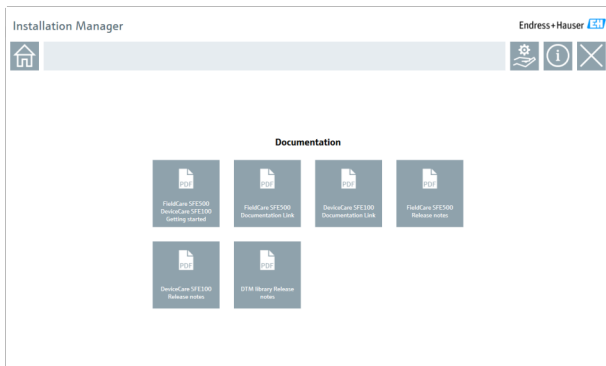 Installation Manager
Endress+Hauser EH
Documentation
PDF
FieldCare SFE500
DeviceCare SFE100
Getting started
PDF
FieldCare SFE500
Documentation Link
PDF
DeviceCare SFE100
Documentation Link
PDF
FieldCare SFE500
Release notes
PDF
DeviceCare SFE100
Release notes
PDF
DTM library Release
notes